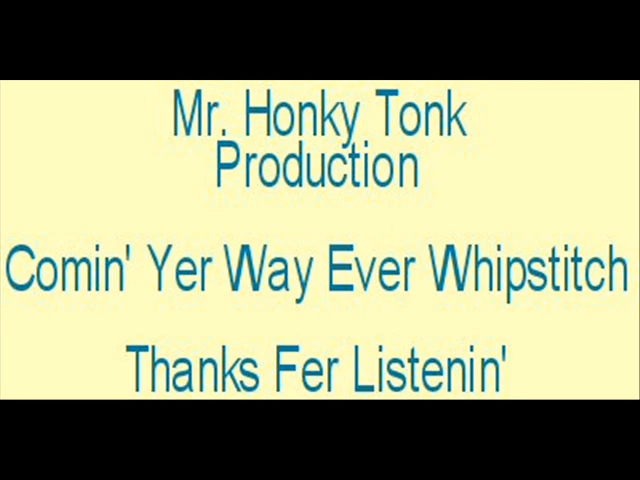 Mr. Honky Tonk
Production
Comin' Yer Way Ever Whipstitch
Thanks Fer Listenin'